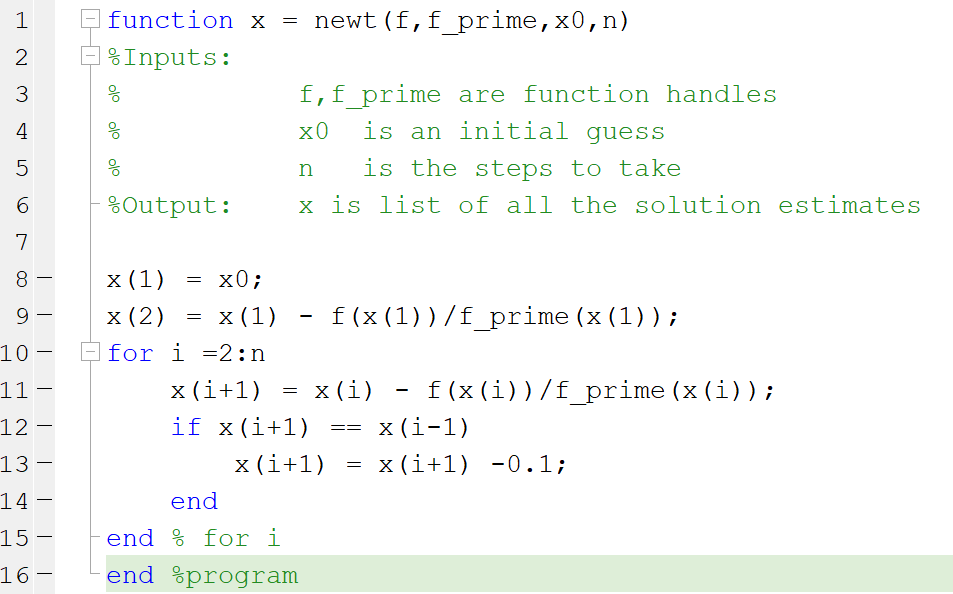 1 function x = newt(f,f_prime,x0,n)
2 %Inputs:
3 %           f,f_prime are function handles
4 %           x0  is an initial guess
5 %           n   is the steps to take
6 %Output:    x is list of all the solution estimates
7
8 x(1) = x0;
9 x(2) = x(1) - f(x(1))/f_prime(x(1));
10 for i =2:n
11     x(i+1) = x(i) - f(x(i))/f_prime(x(i));
12     if x(i+1) == x(i-1)
13         x(i+1) = x(i+1) -0.1;
14     end
15 end % for i
16 end %program